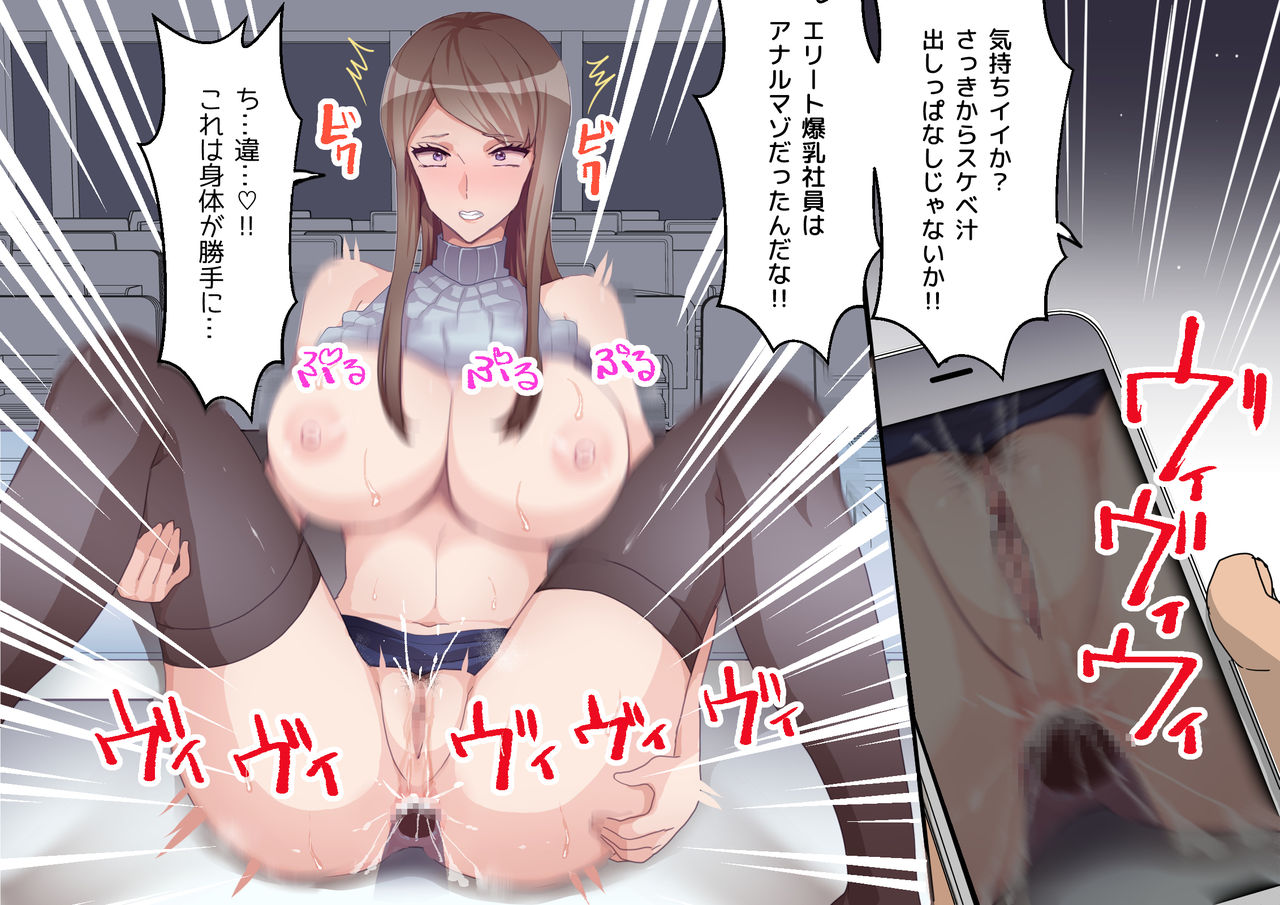 気持ちイイか？
さっきからスケベ汁
出しっぱなしじゃないか!!
エリート爆乳社員は
アナルマゾだったんだな!!
ち…違…♡!!
これは身体が勝手に…
ビク
ビク
ぷる
ぷる
ぷる
ヴィ
ヴィ
ヴィ
ヴィ
ヴィ
ヴィ
ヴィ
ヴィ